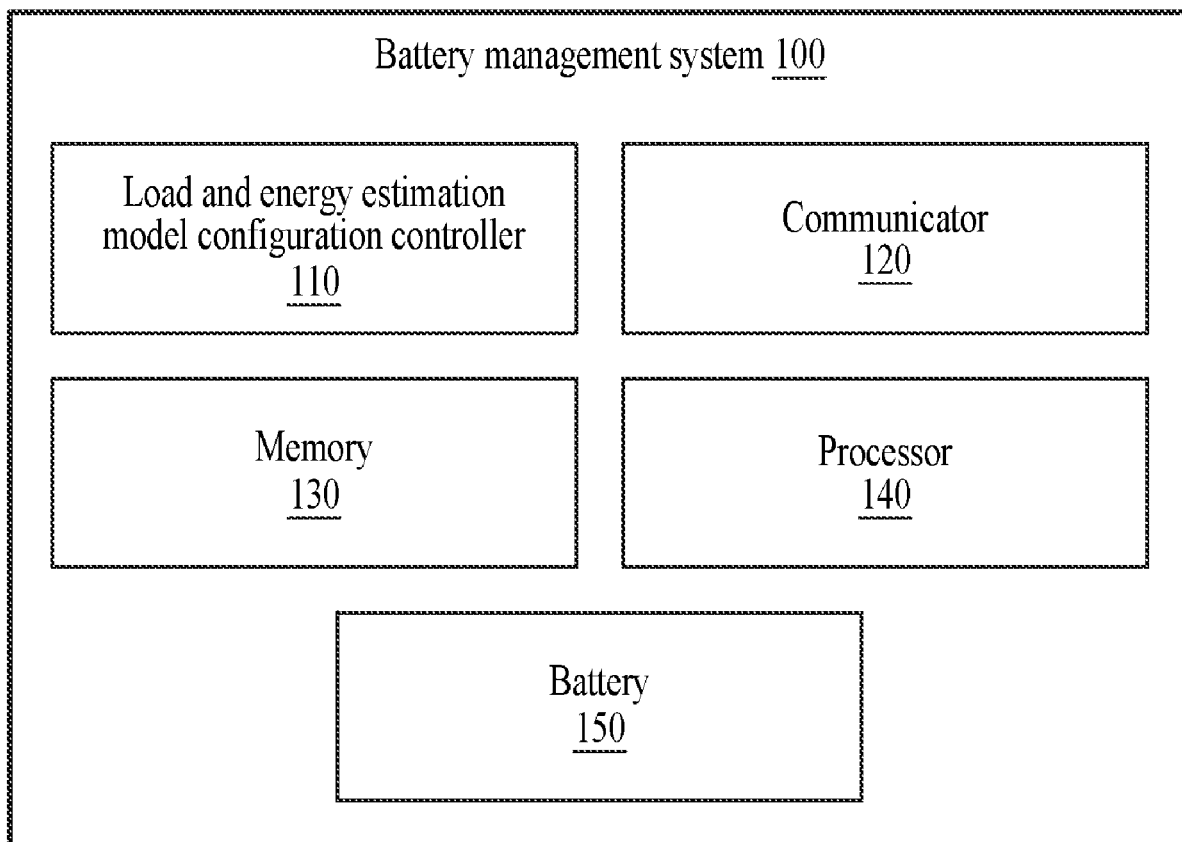 Battery management system 100
Load and energy estimation
model configuration controller
110
Communicator
120
Memory
130
Processor
140
Battery
150